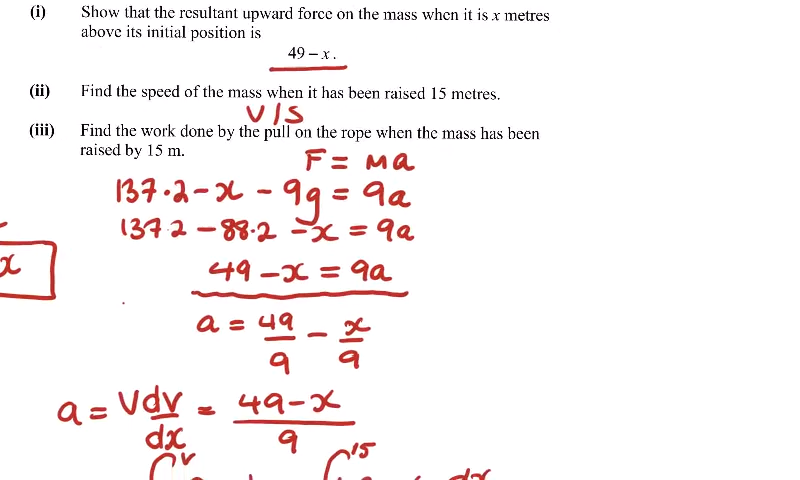 (i) Show that the resultant upward force on the mass when it is x metres
above its initial position is
49 – x .
(ii) Find the speed of the mass when it has been raised 15 metres.
V/S
(iii) Find the work done by the pull on the rope when the mass has been
raised by 15 m.
F = Ma
137.2 – x – 9g = 9a
137.2 – 88.2 – x = 9a
x
49 – x = 9a
a = 49/9 – x/9
a = Vdv/dx = 49–x/9
∫v ∫15 dx